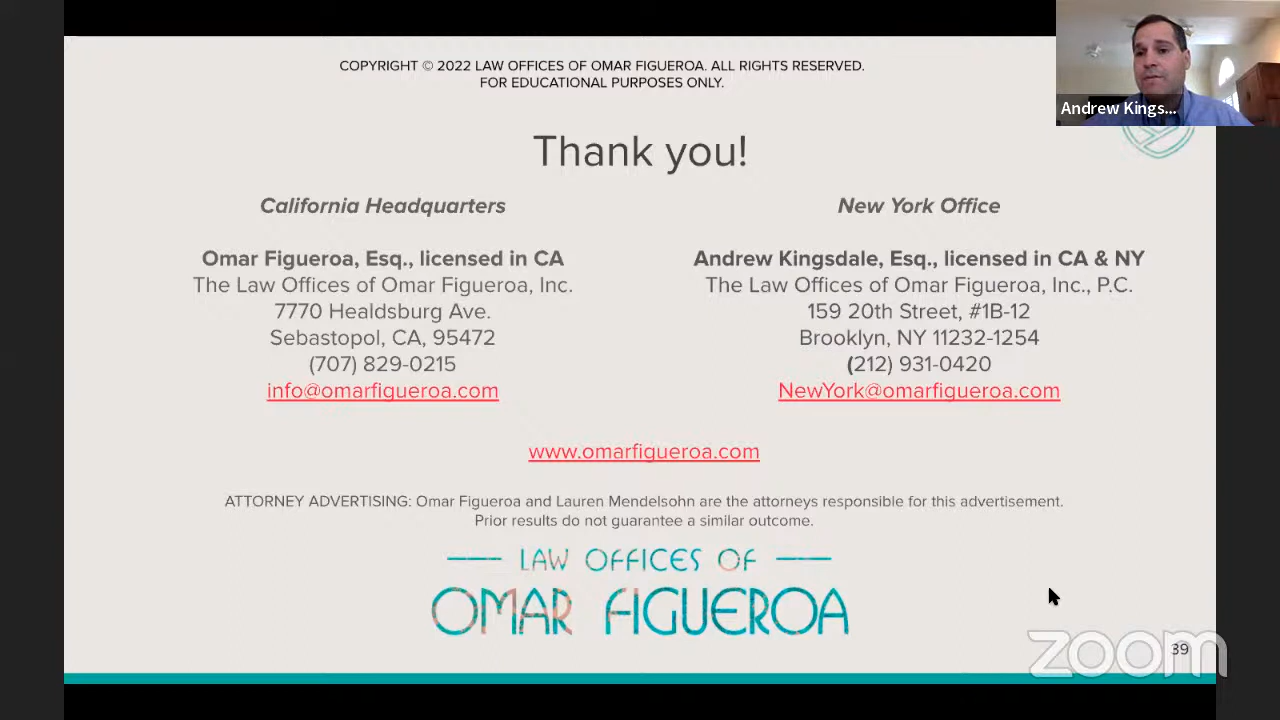 COPYRIGHT © 2022 LAW OFFICES OF OMAR FIGUEROA. ALL RIGHTS RESERVED.
FOR EDUCATIONAL PURPOSES ONLY.
Andrew Kings...
Thank you!
California Headquarters
Omar Figueroa, Esq., licensed in CA
The Law Offices of Omar Figueroa, Inc.
7770 Healdsburg Ave.
Sebastopol, CA, 95472
(707) 829-0215
info@omarfigueroa.com
New York Office
Andrew Kingsdale, Esq., licensed in CA & NY
The Law Offices of Omar Figueroa, Inc., P.C.
159 20th Street, #1B-12
Brooklyn, NY 11232-1254
(212) 931-0420
NewYork@omarfigueroa.com
www.omarfigueroa.com
ATTORNEY ADVERTISING: Omar Figueroa and Lauren Mendelsohn are the attorneys responsible for this advertisement.
Prior results do not guarantee a similar outcome.
LAW OFFICES OF
OMAR FIGUEROA
zoom
39